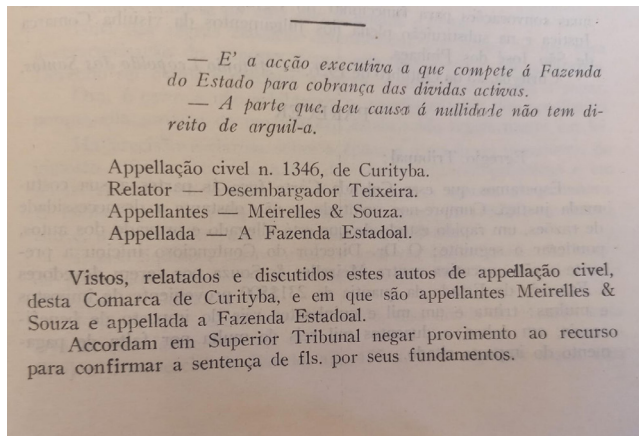 — E' a acção executiva a que compete á Fazenda
do Estado para cobrança das dividas activas.
— A parte que deu causa á nullidade não tem di-
reito de arguil-a.
Appellação civel n. 1346, de Curityba.
Relator — Desembargador Teixeira.
Appellantes — Meirelles & Souza.
Appellada — A Fazenda Estadoal.
Vistos, relatados e discutidos estes autos de appellação civel,
desta Comarca de Curityba, e em que são appellantes Meirelles &
Souza e appellada a Fazenda Estadoal.
Accordam em Superior Tribunal negar provimento ao recurso
para confirmar a sentença de fls. por seus fundamentos.